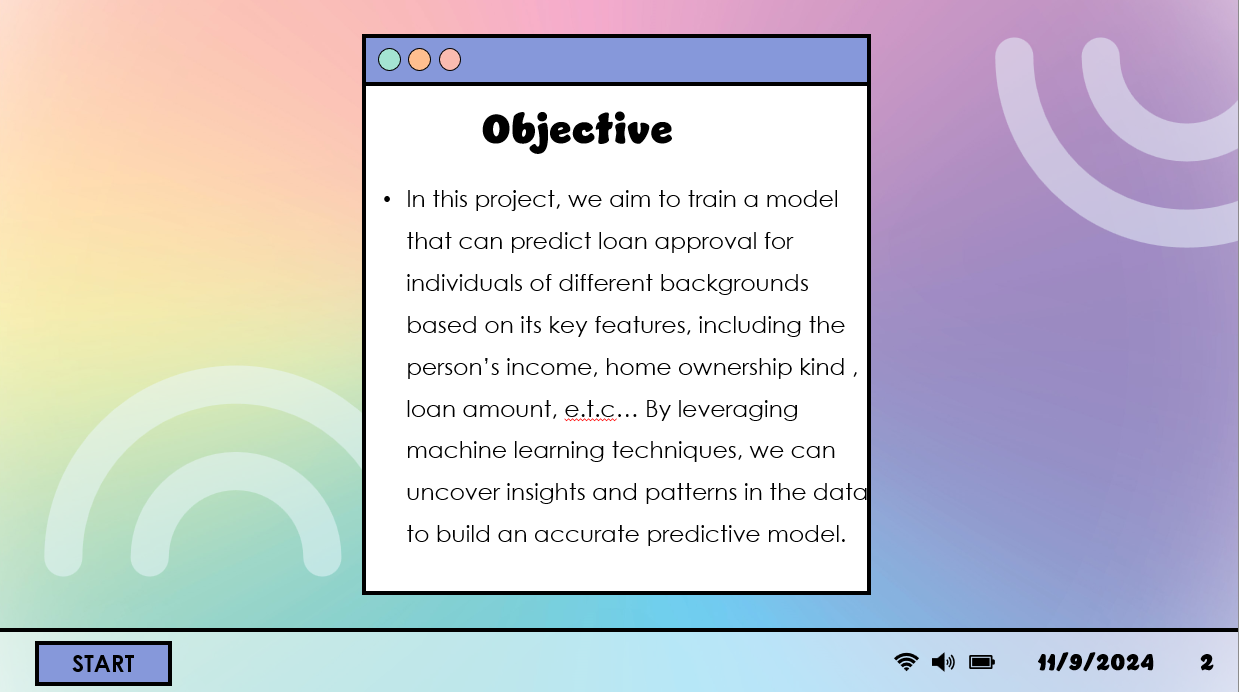 Objective
• In this project, we aim to train a model
that can predict loan approval for
individuals of different backgrounds
based on its key features, including the
person’s income, home ownership kind ,
loan amount, e.t.c… By leveraging
machine learning techniques, we can
uncover insights and patterns in the data
to build an accurate predictive model.
START
11/9/2024
2